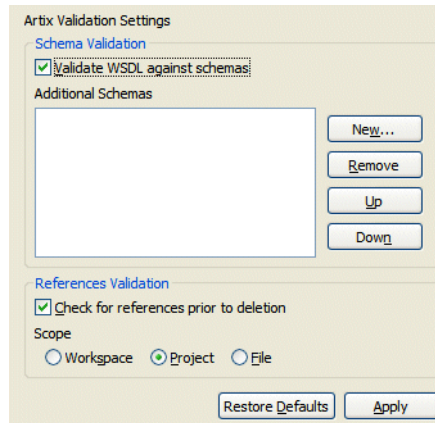 Artix Validation Settings
Schema Validation
Validate WSDL against schemas
Additional Schemas
New...
Remove
Up
Down
References Validation
Check for references prior to deletion
Scope
Workspace Project File
Restore Defaults Apply